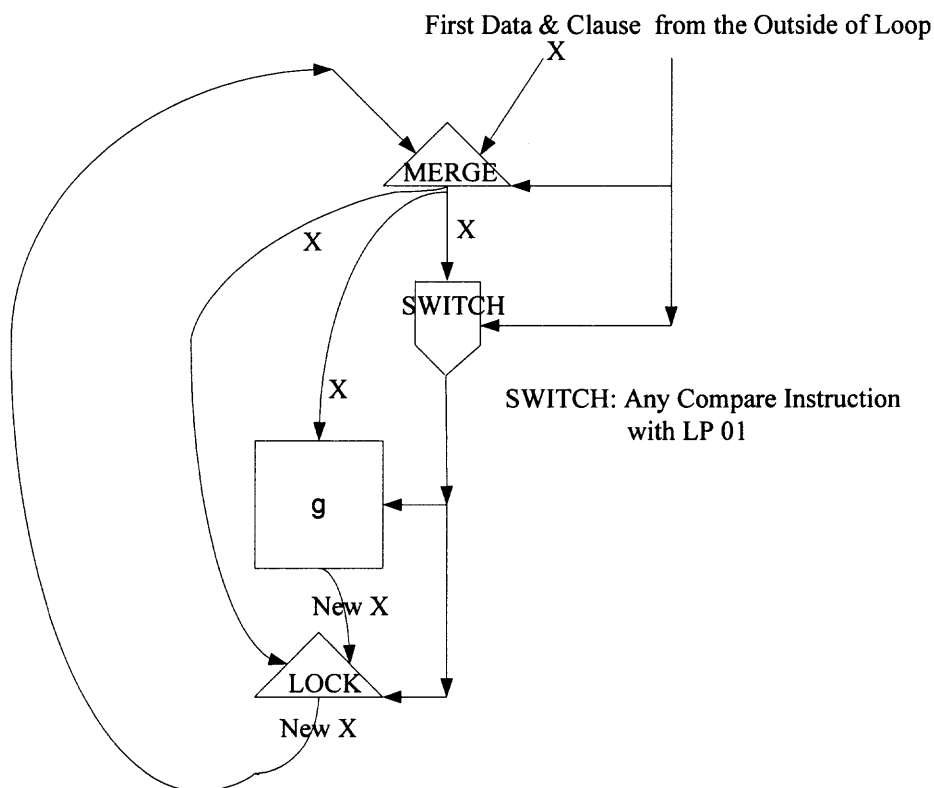 First Data & Clause from the Outside of Loop
X
MERGE
X
X
SWITCH
X
SWITCH: Any Compare Instruction
with LP 01
g
New X
LOCK
New X